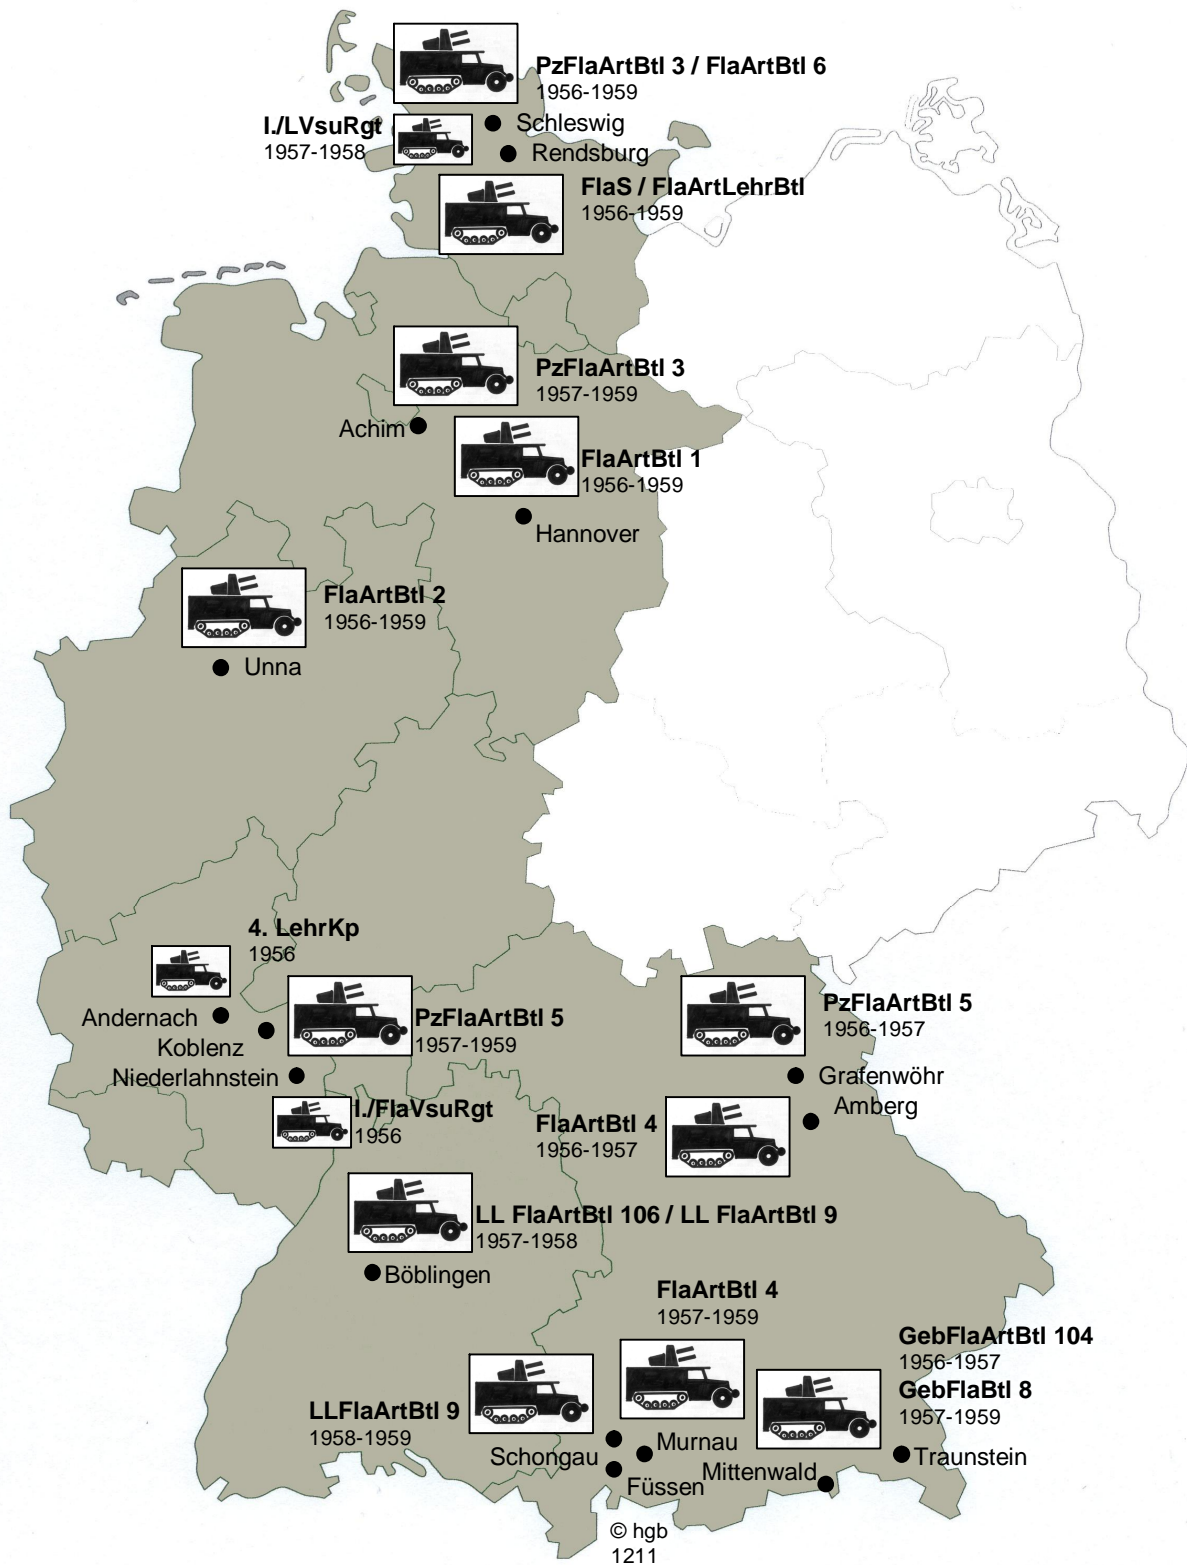 PzFlaArtBtl 3 / FlaArtBtl 6
1956-1959
I./LVsuRgt
1957-1958
Schleswig
Rendsburg
FlaS / FlaArtLehrBtl
1956-1959
PzFlaArtBtl 3
1957-1959
Achim
FlaArtBtl 1
1956-1959
Hannover
FlaArtBtl 2
1956-1959
Unna
4. LehrKp
1956
Andernach
Koblenz
Niederlahnstein
PzFlaArtBtl 5
1957-1959
PzFlaArtBtl 5
1956-1957
Grafenwöhr
Amberg
I./FlaVsuRgt
1956
FlaArtBtl 4
1956-1957
LL FlaArtBtl 106 / LL FlaArtBtl 9
1957-1958
Böblingen
FlaArtBtl 4
1957-1959
GebFlaArtBtl 104
1956-1957
GebFlaBtl 8
1957-1959
LLFlaArtBtl 9
1958-1959
Schongau
Murnau
Füssen
Mittenwald
Traunstein
© hgb
1211